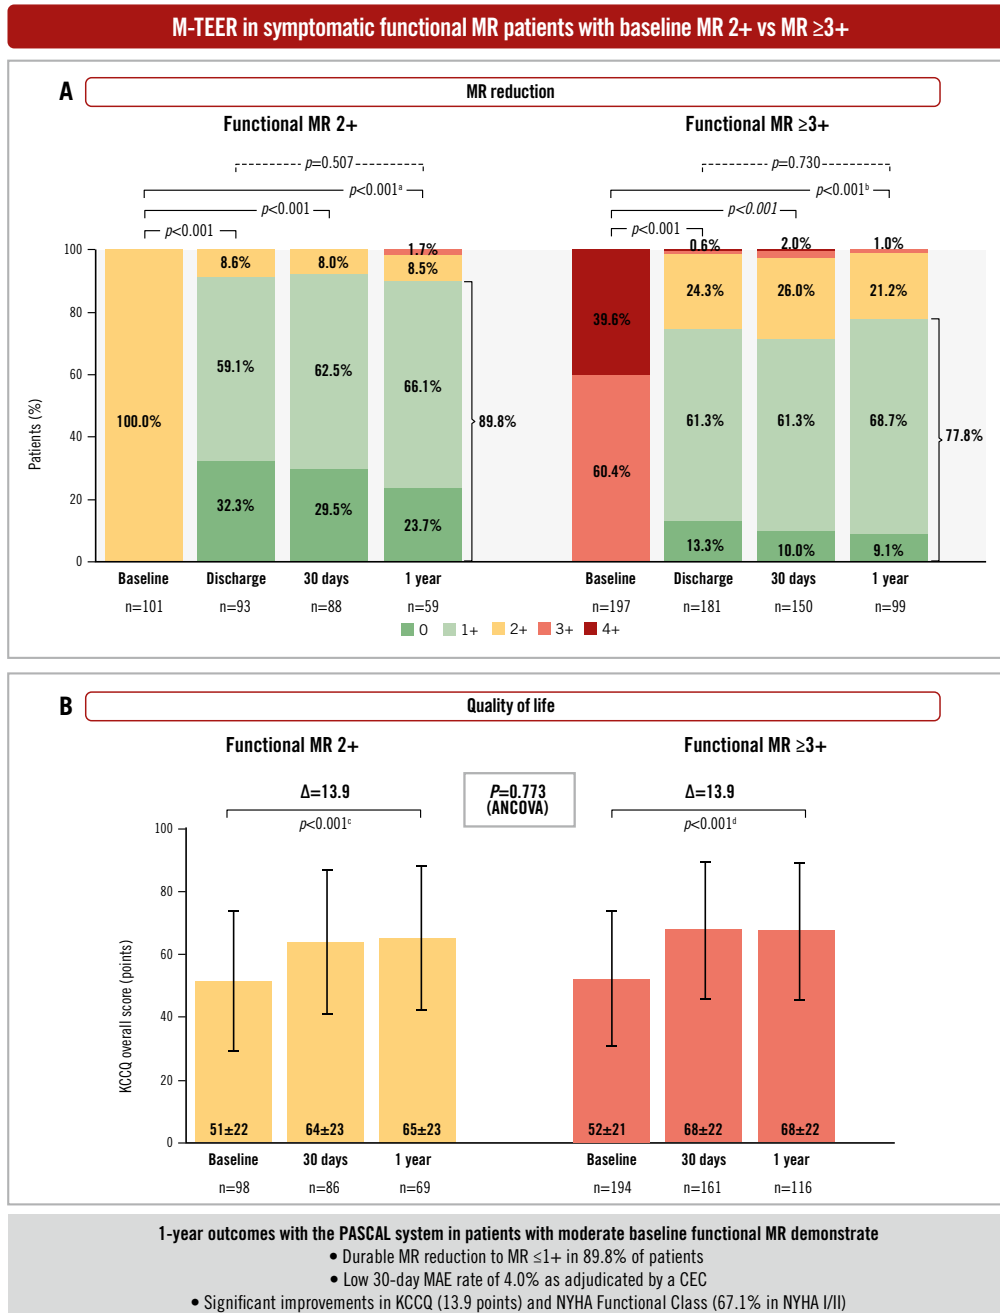 M-TEER in symptomatic functional MR patients with baseline MR 2+ vs MR ≥3+
A
MR reduction
Functional MR 2+
Functional MR ≥3+
p=0.507
p=0.730
p<0.001ᵃ
p<0.001ᵇ
p<0.001
p<0.001
p<0.001
p<0.001
Patients (%)
100
80
60
40
20
0
100.0%
8.6%
59.1%
32.3%
8.0%
62.5%
29.5%
1.7%
8.5%
66.1%
23.7%
89.8%
39.6%
60.4%
0.6%
24.3%
61.3%
13.3%
2.0%
26.0%
61.3%
10.0%
1.0%
21.2%
68.7%
9.1%
77.8%
Baseline Discharge 30 days 1 year
Baseline Discharge 30 days 1 year
n=101 n=93 n=88 n=59
n=197 n=181 n=150 n=99
0 1+ 2+ 3+ 4+
B
Quality of life
Functional MR 2+
Functional MR ≥3+
Δ=13.9
p<0.001ᶜ
P=0.773
(ANCOVA)
Δ=13.9
p<0.001ᵈ
KCCQ overall score (points)
100
80
60
40
20
0
51±22 64±23 65±23
52±21 68±22 68±22
Baseline 30 days 1 year
Baseline 30 days 1 year
n=98 n=86 n=69
n=194 n=161 n=116
1-year outcomes with the PASCAL system in patients with moderate baseline functional MR demonstrate
• Durable MR reduction to MR ≤1+ in 89.8% of patients
• Low 30-day MAE rate of 4.0% as adjudicated by a CEC
• Significant improvements in KCCQ (13.9 points) and NYHA Functional Class (67.1% in NYHA I/II)